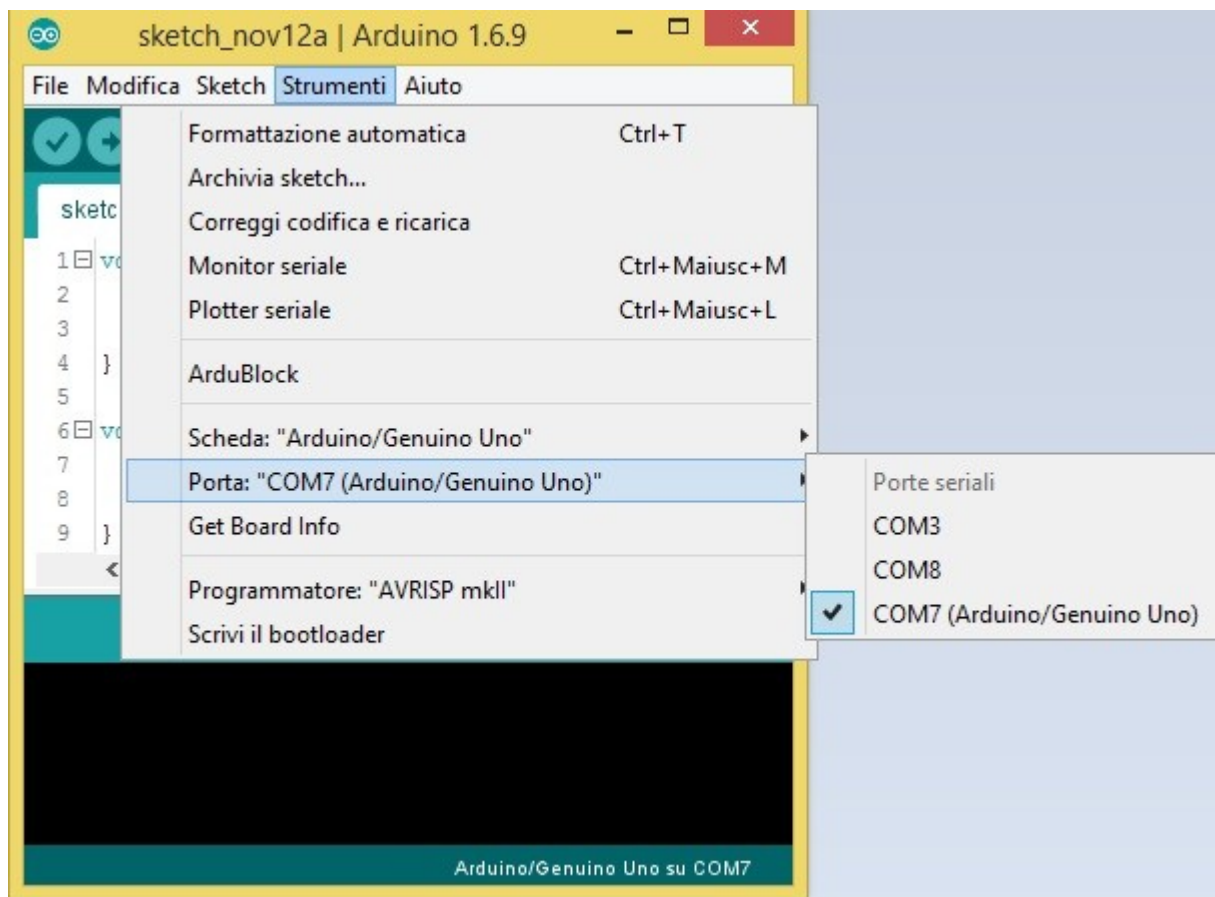 sketch_nov12a | Arduino 1.6.9
File Modifica Sketch Strumenti Aiuto
Formattazione automatica Ctrl+T
Archivia sketch...
Correggi codifica e ricarica
Monitor seriale Ctrl+Maiusc+M
Plotter seriale Ctrl+Maiusc+L
ArduBlock
Scheda: "Arduino/Genuino Uno"
Porta: "COM7 (Arduino/Genuino Uno)"
Get Board Info
Programmatore: "AVRISP mkII"
Scrivi il bootloader
sketc
1 vo
2
3
4 }
5
6 vo
7
8
9 }
Porte seriali
COM3
COM8
COM7 (Arduino/Genuino Uno)
Arduino/Genuino Uno su COM7